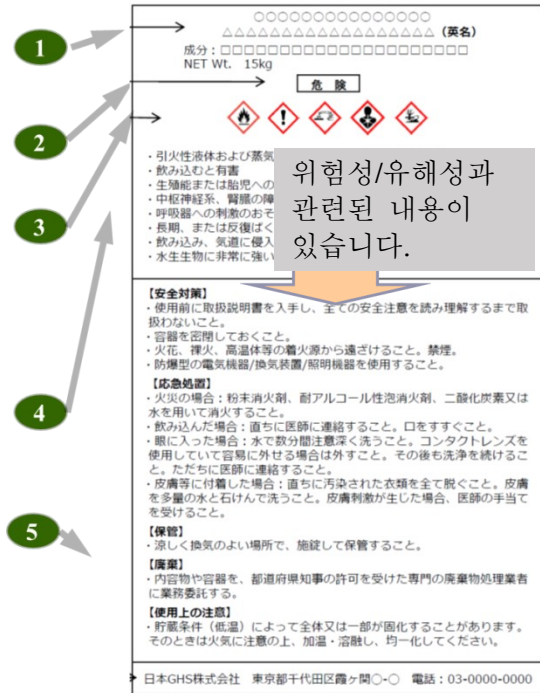 1
○○○○○○○○○○○○○○○
△△△△△△△△△△△△△△△△△ (英名)
成分：□□□□□□□□□□□□□□□□□□□□
NET Wt. 15kg
2
危 険
3
・引火性液体および蒸気
・飲み込むと有害
・生殖能または胎児への
・中枢神経系、腎臓の障
・呼吸器への刺激のおそ
・長期、または反復ばく
・飲み込み、気道に侵入
・水生生物に非常に強い
위험성/유해성과
관련된 내용이
있습니다.
4
【安全対策】
・使用前に取扱説明書を入手し、全ての安全注意を読み理解するまで取
扱わないこと。
・容器を密閉しておくこと。
・火花、裸火、高温体等の着火源から遠ざけること。禁煙。
・防爆型の電気機器/換気装置/照明機器を使用すること。
【応急処置】
・火災の場合：粉末消火剤、耐アルコール性泡消火剤、二酸化炭素又は
水を用いて消火すること。
・飲み込んだ場合：直ちに医師に連絡すること。口をすすぐこと。
・眼に入った場合：水で数分間注意深く洗うこと。コンタクトレンズを
使用していて容易に外せる場合は外すこと。その後も洗浄を続けるこ
と。ただちに医師に連絡すること。
・皮膚等に付着した場合：直ちに汚染された衣類を全て脱ぐこと。皮膚
を多量の水と石けんで洗うこと。皮膚刺激が生じた場合、医師の手当て
を受けること。
5
【保管】
・涼しく換気のよい場所で、施錠して保管すること。
【廃棄】
・内容物や容器を、都道府県知事の許可を受けた専門の廃棄物処理業者
に業務委託する。
【使用上の注意】
・貯蔵条件（低温）によって全体又は一部が固化することがあります。
そのときは火気に注意の上、加温・溶融し、均一化してください。
日本GHS株式会社 東京都千代田区霞ヶ関○-○ 電話：03-0000-0000